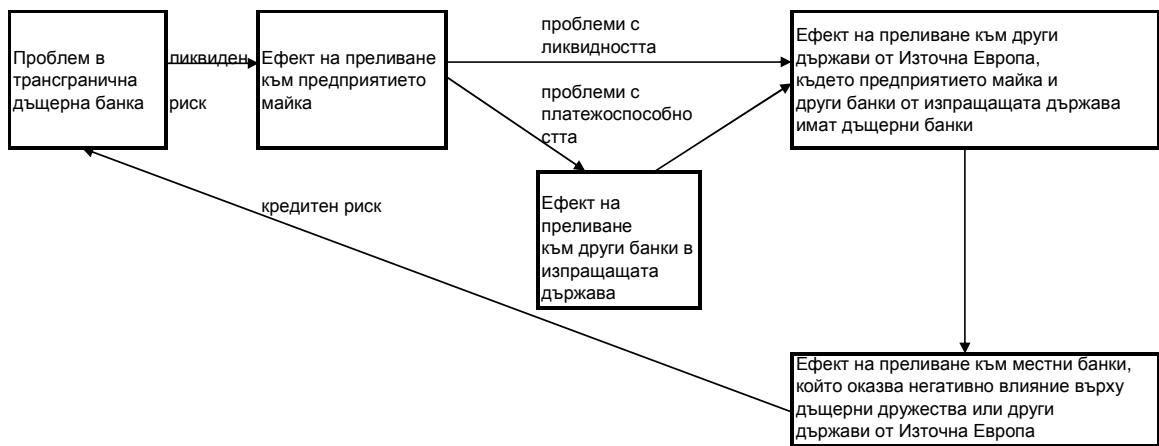 Проблем в
трансгранична
дъщерна банка
ликвиден
риск
Ефект на преливане
към предприятието
майка
проблеми с
ликвидността
проблеми с
платежоспособно
стта
Ефект на преливане към други
държави от Източна Европа,
където предприятието майка и
други банки от изпращащата държава
имат дъщерни банки
Ефект на
преливане
към други банки в
изпращащата
държава
кредитен риск
Ефект на преливане към местни банки,
който оказва негативно влияние върху
дъщерни дружества или други
държави от Източна Европа